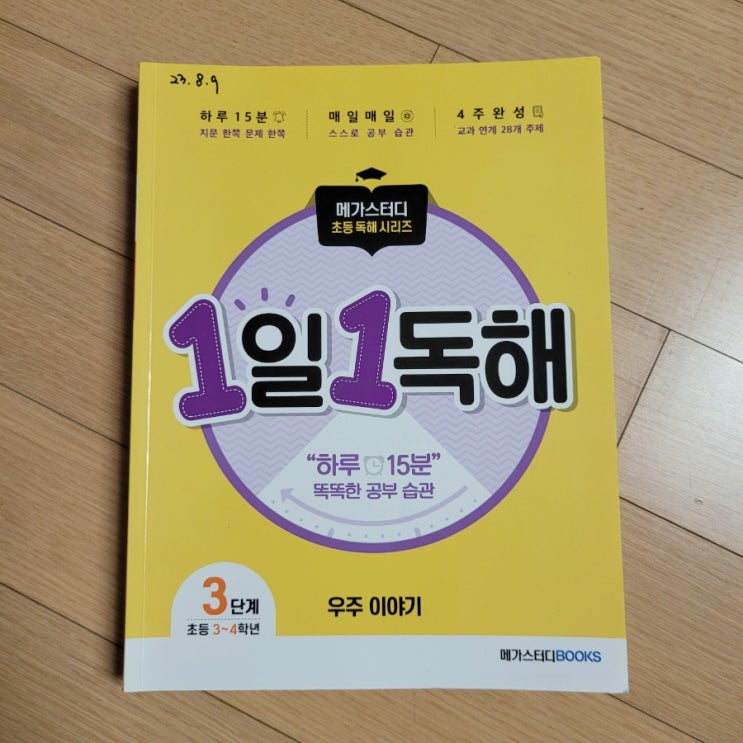 23.8.9
하루 15분
지문 한쪽 문제 한쪽
매일매일
스스로 공부 습관
4주완성
교과 연계 28개 주제
메가스터디
초등 독해 시리즈
1일 1독해
“하루 15분”
똑똑한 공부 습관
3단계
초등 3~4학년
우주 이야기
메가스터디BOOKS